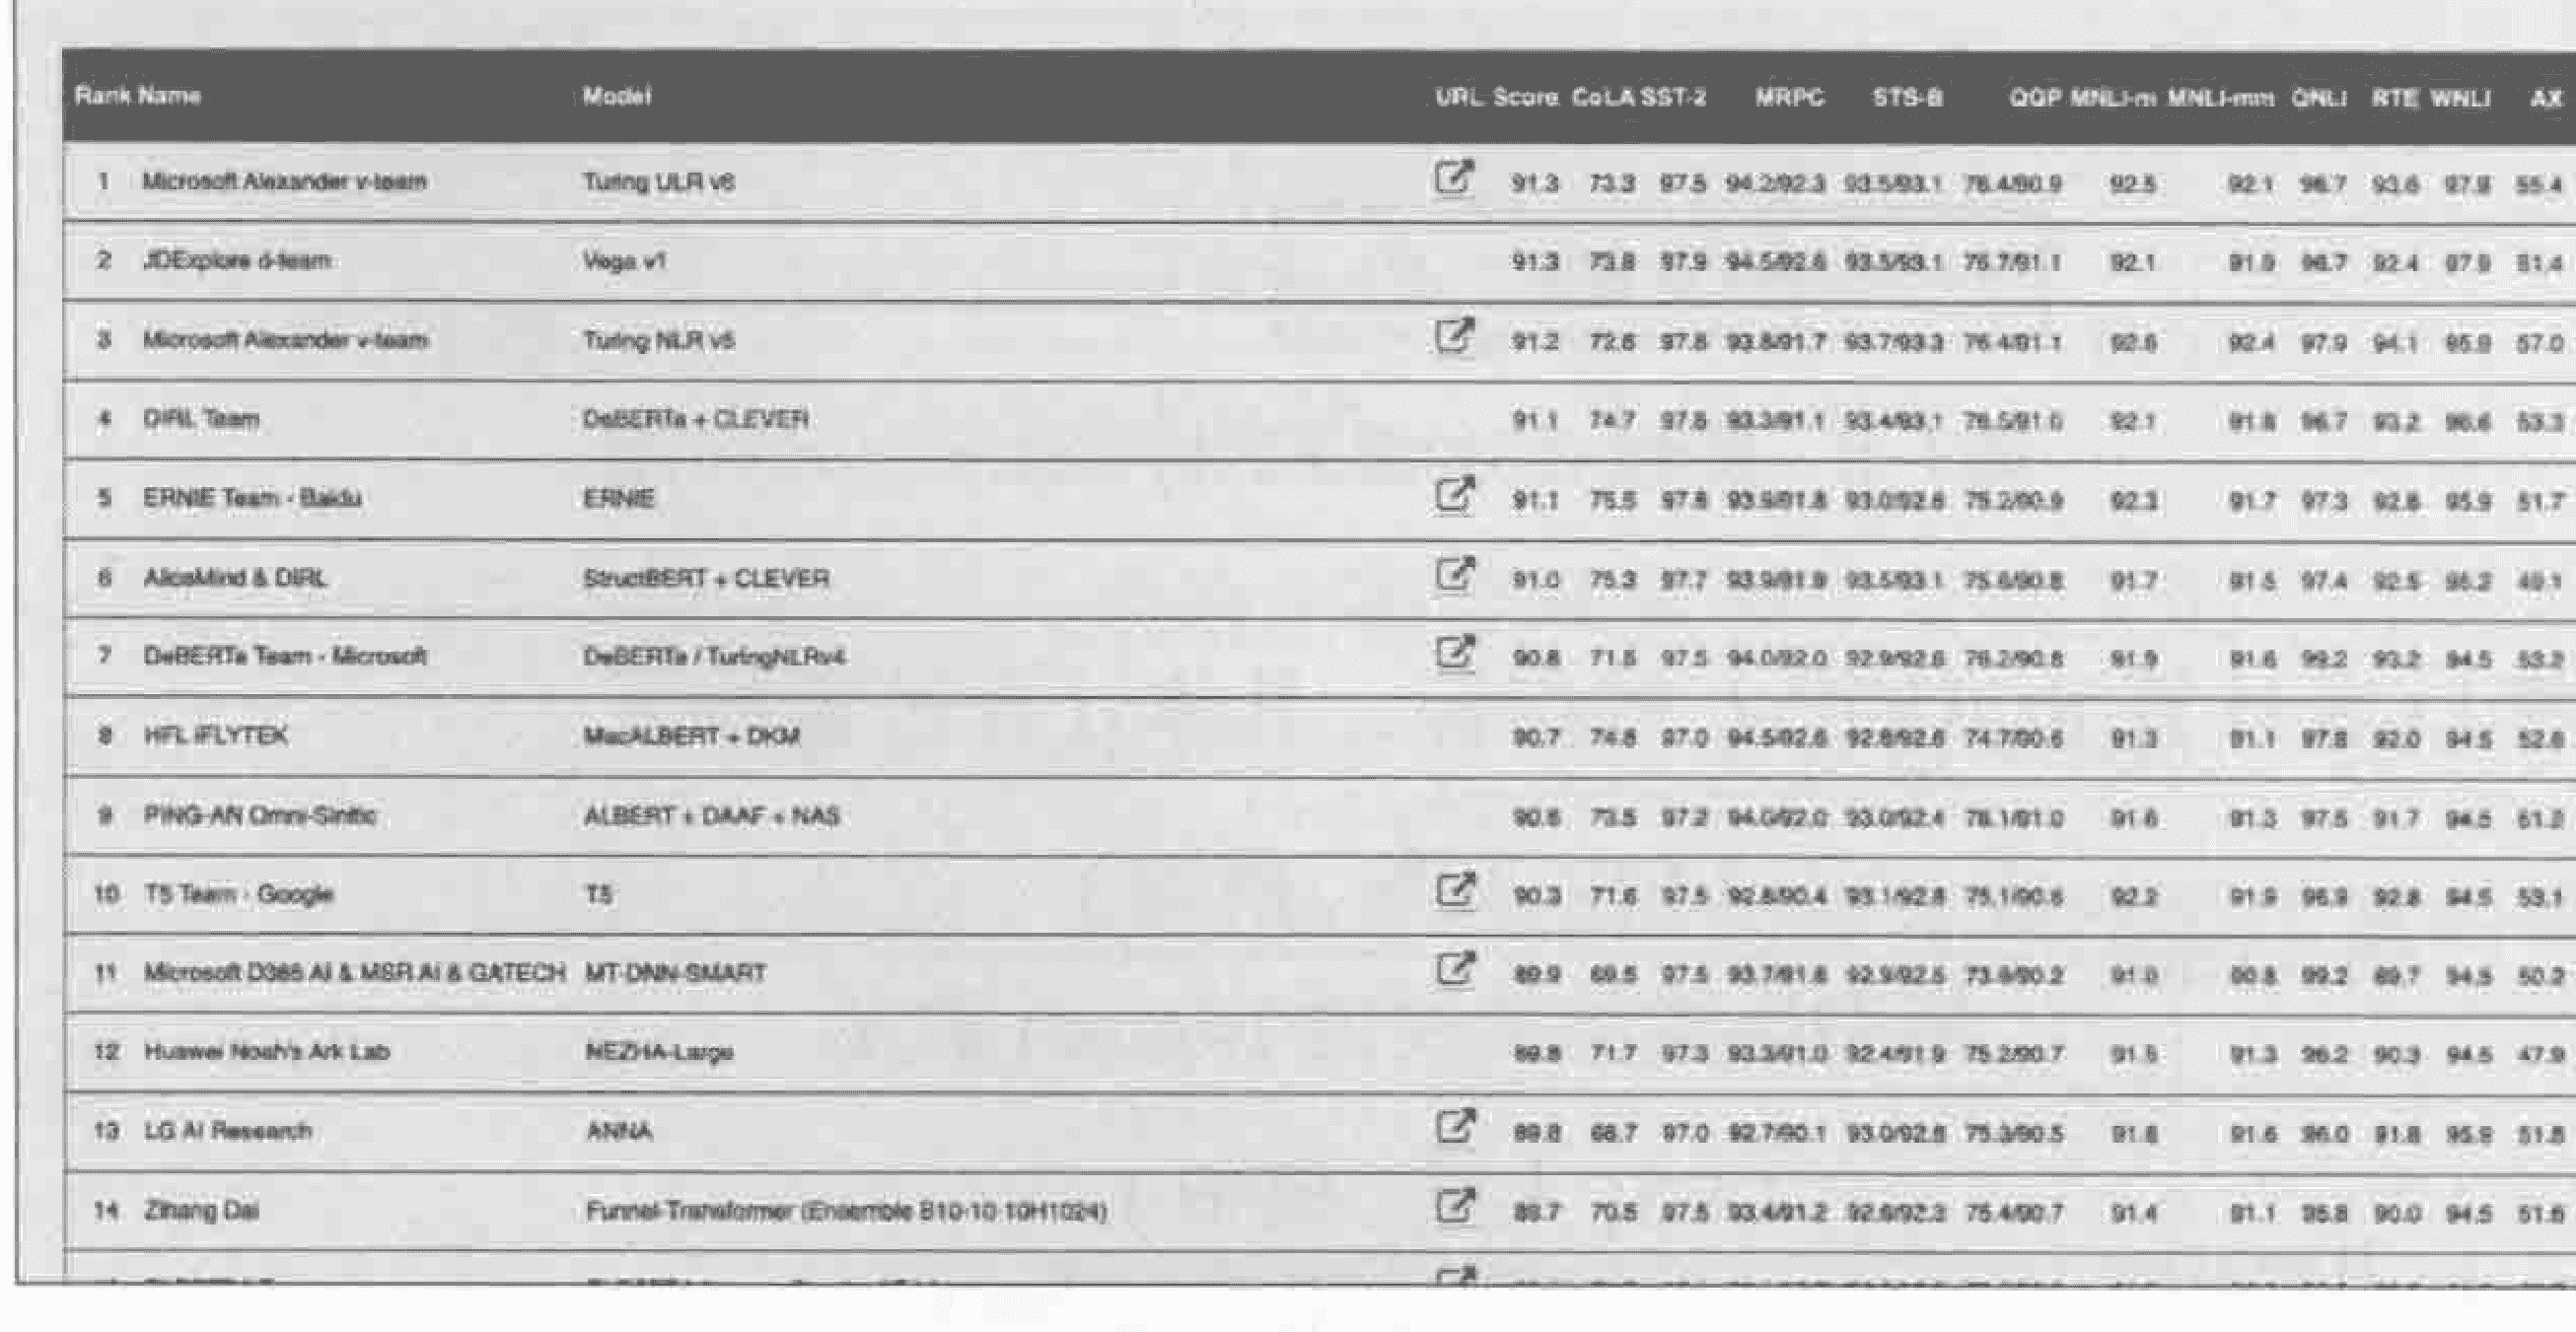 Rank Name Model URL Score CoLA SST-2 MRPC STS-B QQP MNLI-m MNLI-mm QNLI RTE WNLI AX
1 Microsoft Alexander v-team Turing ULR v6 91.3 73.3 97.5 94.2/92.3 93.5/93.1 76.4/90.9 92.5 92.1 96.7 93.6 97.9 55.4
2 JDExplore d-team Vega v1 91.3 73.8 97.9 94.5/92.6 93.5/93.1 76.7/91.1 92.1 91.9 96.7 92.4 97.9 51.4
3 Microsoft Alexander v-team Turing NLR v5 91.2 72.6 97.6 93.8/91.7 93.7/93.3 76.4/91.1 92.6 92.4 97.9 94.1 95.9 57.0
4 DIRL Team DeBERTa + CLEVER 91.1 74.7 97.6 93.3/91.1 93.4/93.1 76.5/91.0 92.1 91.8 96.7 93.2 96.6 53.3
5 ERNIE Team - Baidu ERNIE 91.1 75.5 97.8 93.9/91.8 93.0/92.6 75.2/90.9 92.3 91.7 97.3 92.6 95.9 51.7
6 AliceMind & DIRL StructBERT + CLEVER 91.0 75.3 97.7 93.9/91.9 93.5/93.1 75.6/90.8 91.7 91.5 97.4 92.5 95.2 49.1
7 DeBERTa Team - Microsoft DeBERTa / TuringNLRv4 90.8 71.5 97.5 94.0/92.0 92.9/92.6 76.2/90.8 91.9 91.6 99.2 93.2 94.5 53.2
8 HFL iFLYTEK MacALBERT + DKM 90.7 74.8 97.0 94.5/92.6 92.8/92.6 74.7/90.6 91.3 91.1 97.8 92.0 94.5 52.6
9 PING-AN Omni-Sinitic ALBERT + DAAF + NAS 90.6 73.5 97.2 94.0/92.0 93.0/92.4 76.1/91.0 91.6 91.3 97.5 91.7 94.5 51.2
10 T5 Team - Google T5 90.3 71.6 97.5 92.8/90.4 93.1/92.8 75.1/90.6 92.2 91.9 96.9 92.8 94.5 53.1
11 Microsoft D365 AI & MSR AI & GATECH MT-DNN-SMART 89.9 69.5 97.5 93.7/91.6 92.9/92.5 73.9/90.2 91.0 90.8 99.2 89.7 94.5 50.2
12 Huawei Noah's Ark Lab NEZHA-Large 89.8 71.7 97.3 93.3/91.0 92.4/91.9 75.2/90.7 91.5 91.3 96.2 90.3 94.5 47.9
13 LG AI Research ANNA 89.8 68.7 97.0 92.7/90.1 93.0/92.8 75.3/90.5 91.8 91.6 96.0 91.8 95.9 51.8
14 Zihang Dai Funnel-Transformer (Ensemble B10-10-10H1024) 89.7 70.5 97.5 93.4/91.2 92.6/92.3 75.4/90.7 91.4 91.1 95.8 90.0 94.5 51.6